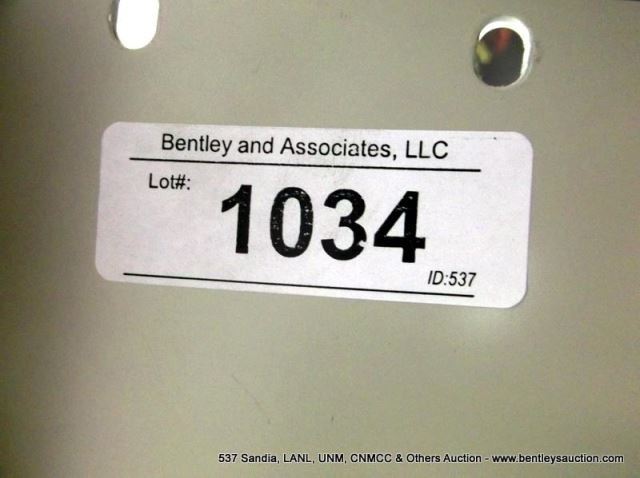 Bentley and Associates, LLC
Lot#: 1034
ID:537
537 Sandia, LANL, UNM, CNMCC & Others Auction - www.bentleysauction.com